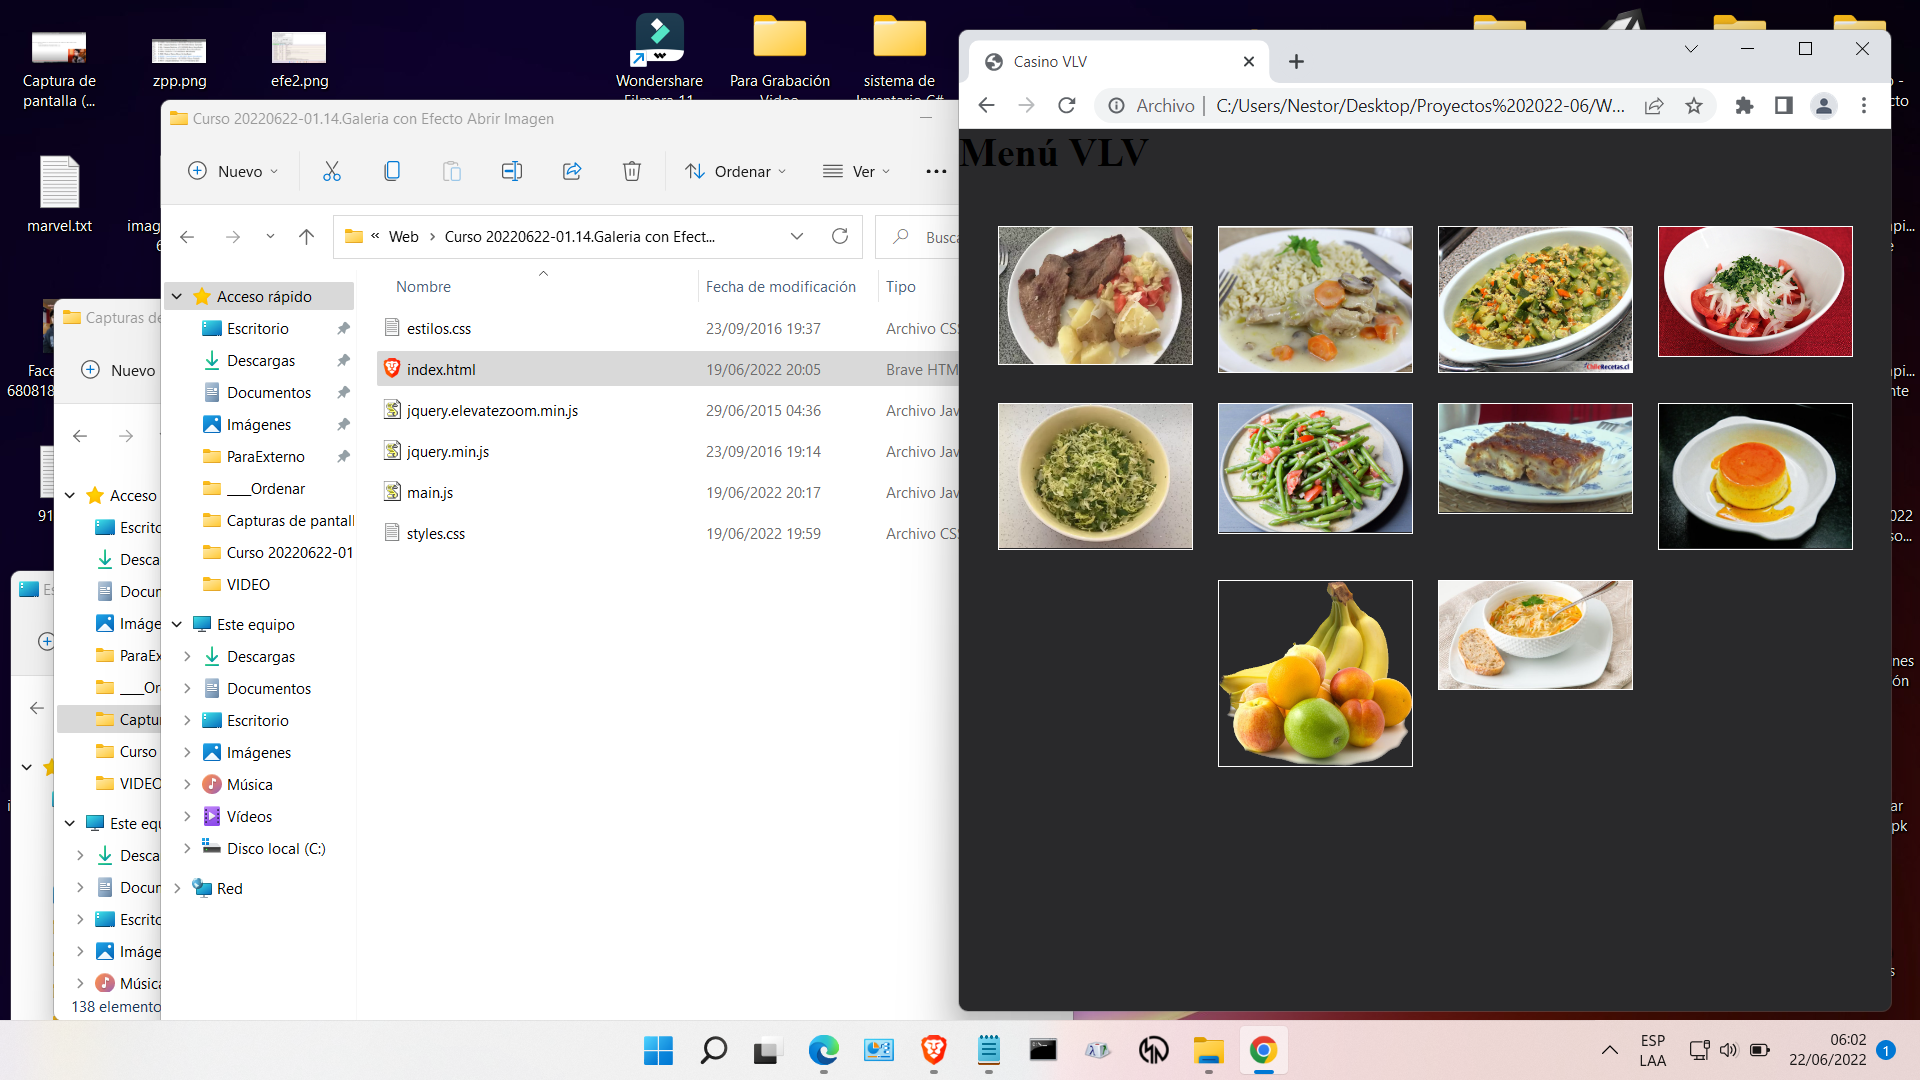 Captura de
pantalla (...
zpp.png
efe2.png
Wondershare
Filmora 11
Para Grabación
Video
sistema de
Inventario C#
marvel.txt
Curso 20220622-01.14.Galeria con Efecto Abrir Imagen
Nuevo
Ordenar
Ver
Web
Curso 20220622-01.14.Galeria con Efect...
Busca
Nombre
Fecha de modificación
Tipo
estilos.css
23/09/2016 19:37
Archivo CS
index.html
19/06/2022 20:05
Brave HTM
jquery.elevatezoom.min.js
29/06/2015 04:36
Archivo Jav
jquery.min.js
23/09/2016 19:14
Archivo Jav
main.js
19/06/2022 20:17
Archivo Jav
styles.css
19/06/2022 19:59
Archivo CS
Acceso rápido
Escritorio
Descargas
Documentos
Imágenes
ParaExterno
___Ordenar
Capturas de pantall
Curso 20220622-01
VIDEO
Este equipo
Descargas
Documentos
Escritorio
Imágenes
Música
Vídeos
Disco local (C:)
Red
Capturas de
Nuevo
Face
680818
91
Acceso
Escrito
Desca
Docun
Imáge
ParaEx
___Or
Captu
Curso
VIDEO
Este equ
Desca
Docun
Escrito
Imáge
Música
138 elemento
Casino VLV
Archivo
C:/Users/Nestor/Desktop/Proyectos%202022-06/W...
Menú VLV
ChileRecetas.cl
ESP
LAA
06:02
22/06/2022
1